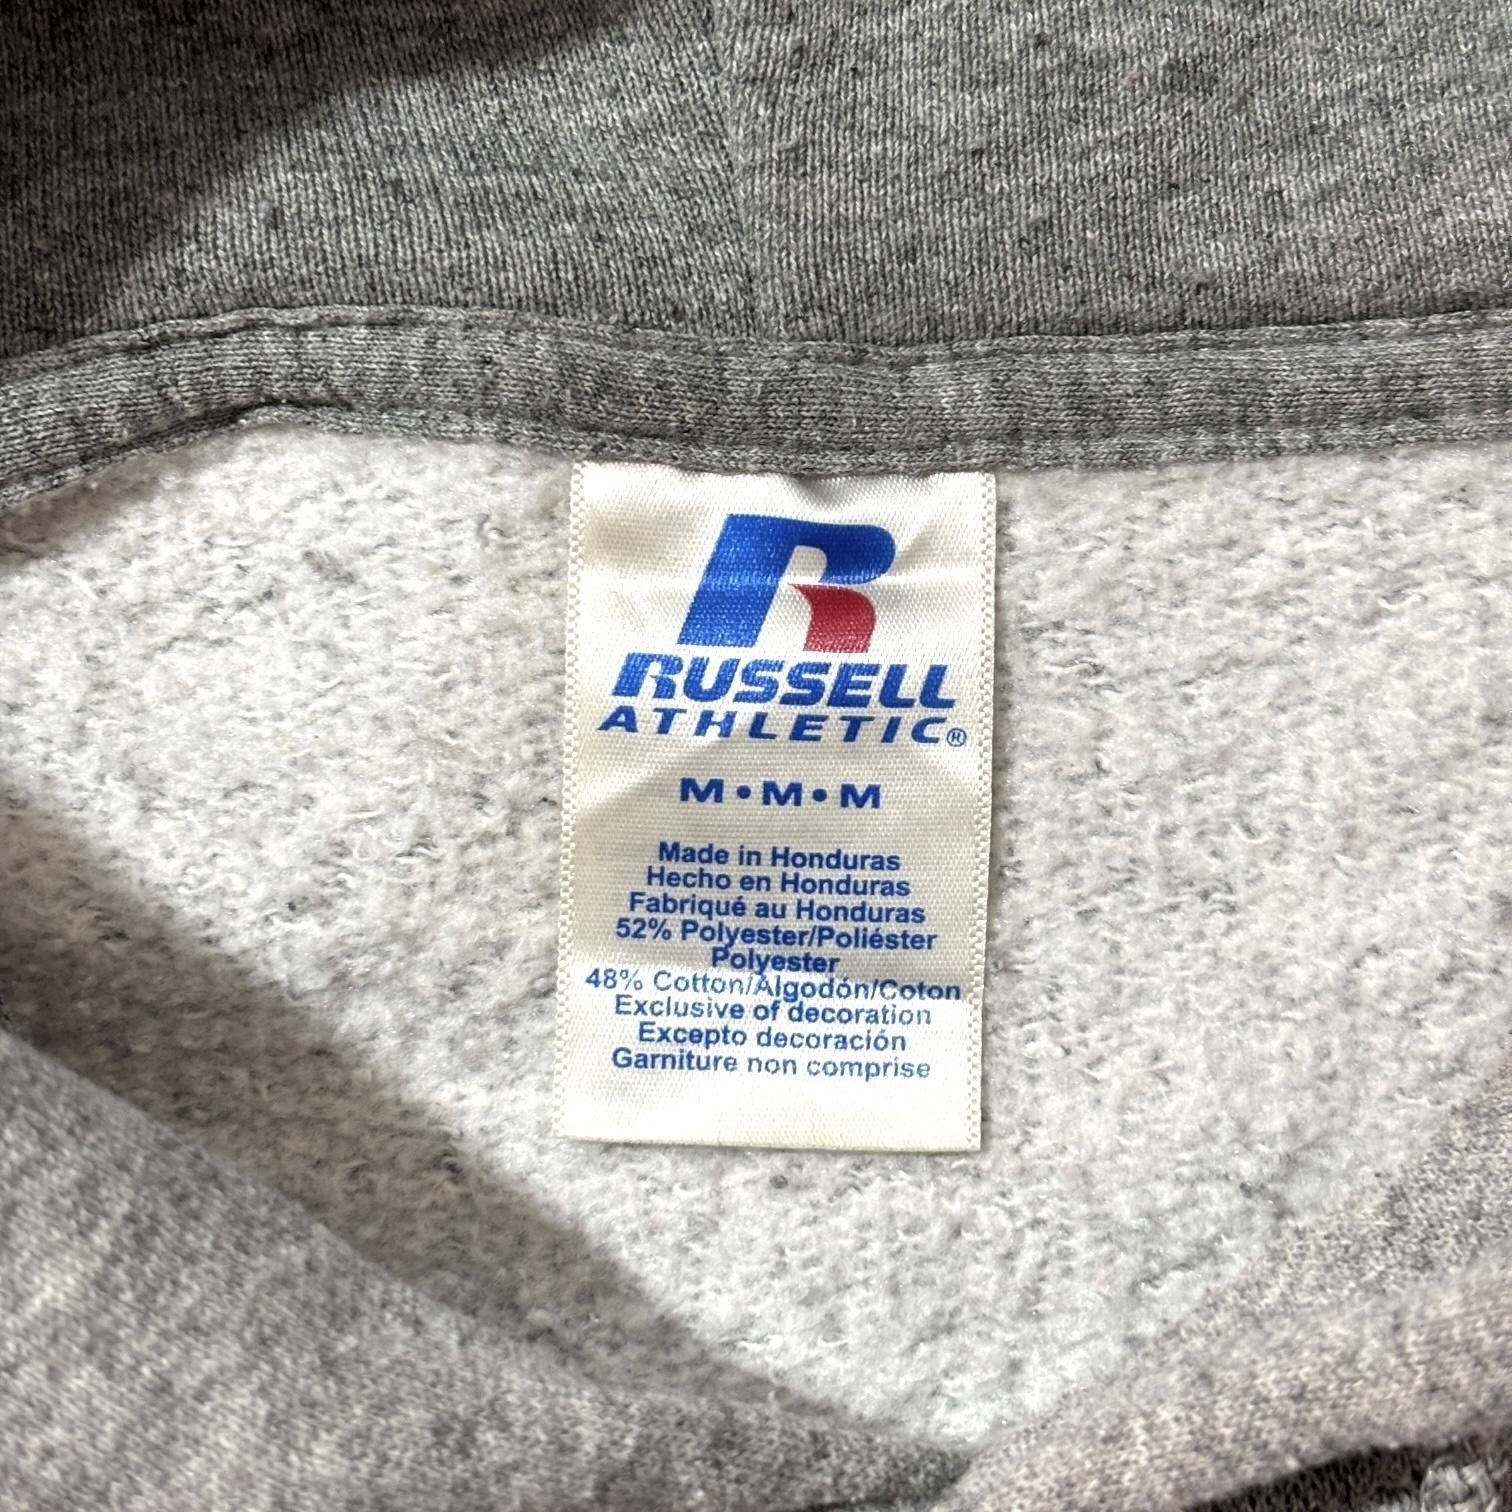 R
RUSSELL
ATHLETIC®
M•M•M
Made in Honduras
Hecho en Honduras
Fabriqué au Honduras
52% Polyester/Poliéster
Polyester
48% Cotton/Algodón/Coton
Exclusive of decoration
Excepto decoración
Garniture non comprise